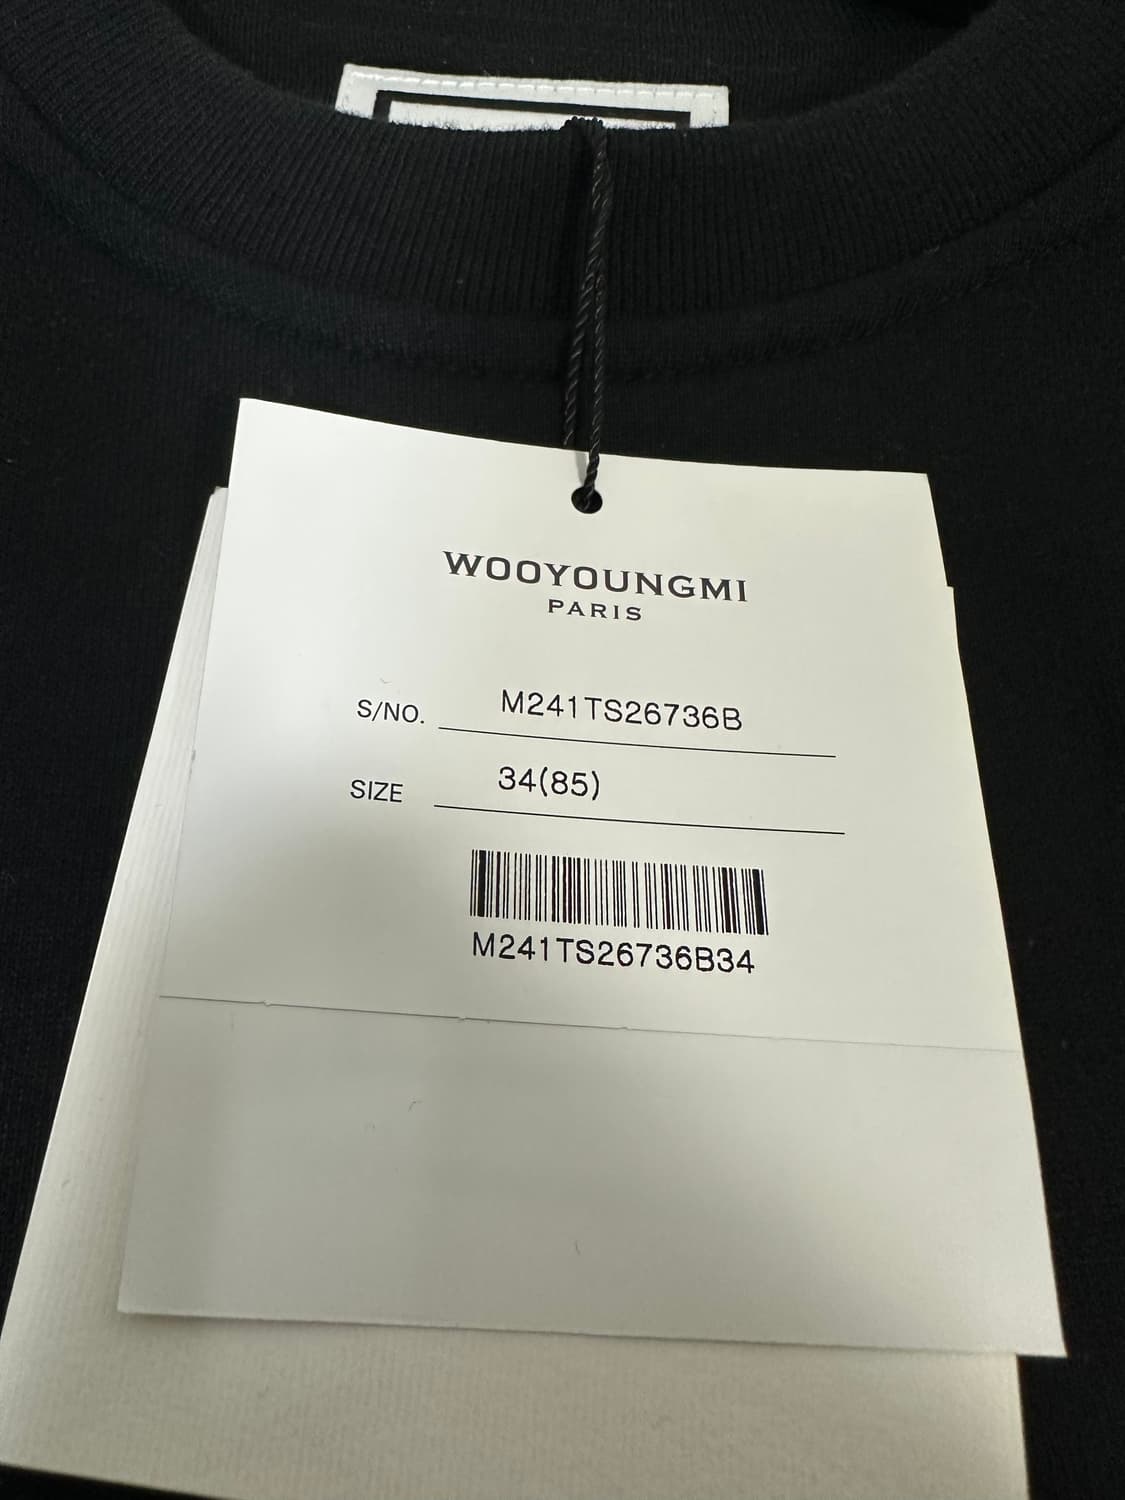 WOOYOUNGMI
PARIS
S/NO. M241TS26736B
SIZE 34(85)
M241TS26736B34